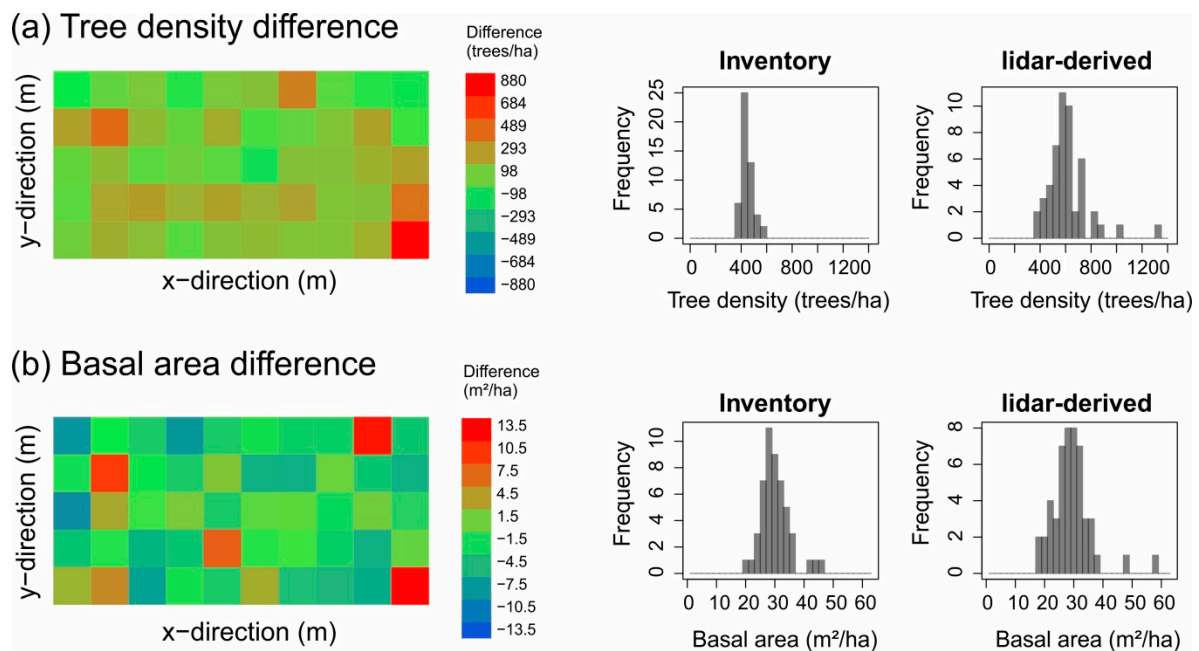 (a) Tree density difference
Difference
(trees/ha)
880
684
489
293
98
−98
−293
−489
−684
−880
y−direction (m)
x−direction (m)
Inventory
Frequency
0 5 10 15 20 25
0 400 800 1200
Tree density (trees/ha)
lidar-derived
Frequency
0 2 4 6 8 10
0 400 800 1200
Tree density (trees/ha)
(b) Basal area difference
Difference
(m²/ha)
13.5
10.5
7.5
4.5
1.5
−1.5
−4.5
−7.5
−10.5
−13.5
y−direction (m)
x−direction (m)
Inventory
Frequency
0 2 4 6 8 10
0 10 20 30 40 50 60
Basal area (m²/ha)
lidar-derived
Frequency
0 2 4 6 8
0 10 20 30 40 50 60
Basal area (m²/ha)